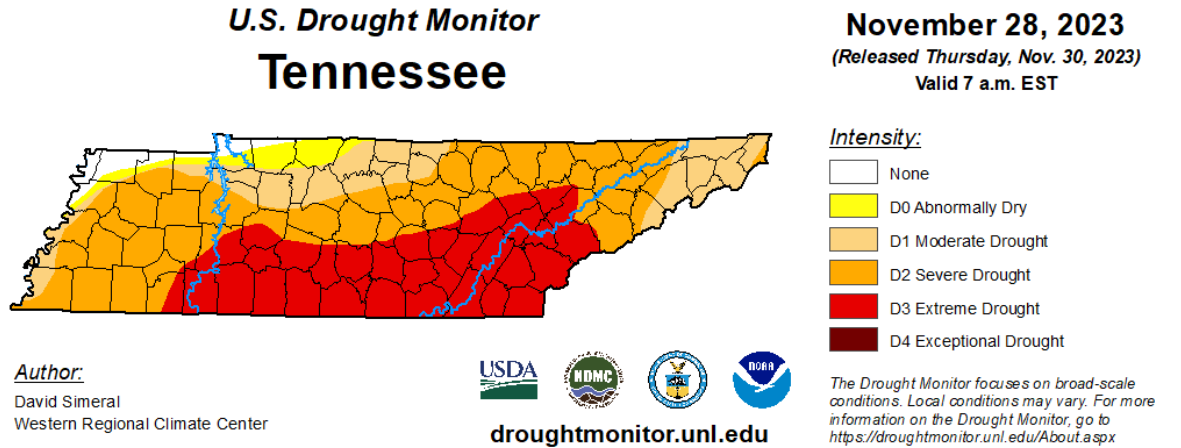 U.S. Drought Monitor
Tennessee
November 28, 2023
(Released Thursday, Nov. 30, 2023)
Valid 7 a.m. EST
Intensity:
None
D0 Abnormally Dry
D1 Moderate Drought
D2 Severe Drought
D3 Extreme Drought
D4 Exceptional Drought
Author:
David Simeral
Western Regional Climate Center
USDA
NDMC
NOAA
droughtmonitor.unl.edu
The Drought Monitor focuses on broad-scale
conditions. Local conditions may vary. For more
information on the Drought Monitor, go to
https://droughtmonitor.unl.edu/About.aspx